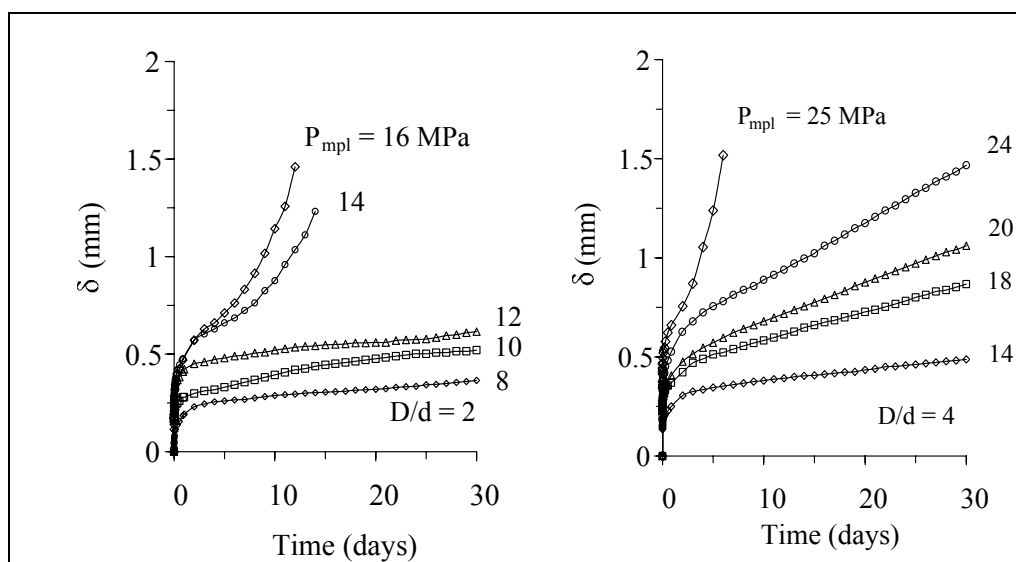 2
1.5
1
0.5
0
δ (mm)
P_mpl = 16 MPa
14
12
10
8
D/d = 2
0 10 20 30
Time (days)
2
1.5
1
0.5
0
δ (mm)
P_mpl = 25 MPa
24
20
18
14
D/d = 4
0 10 20 30
Time (days)